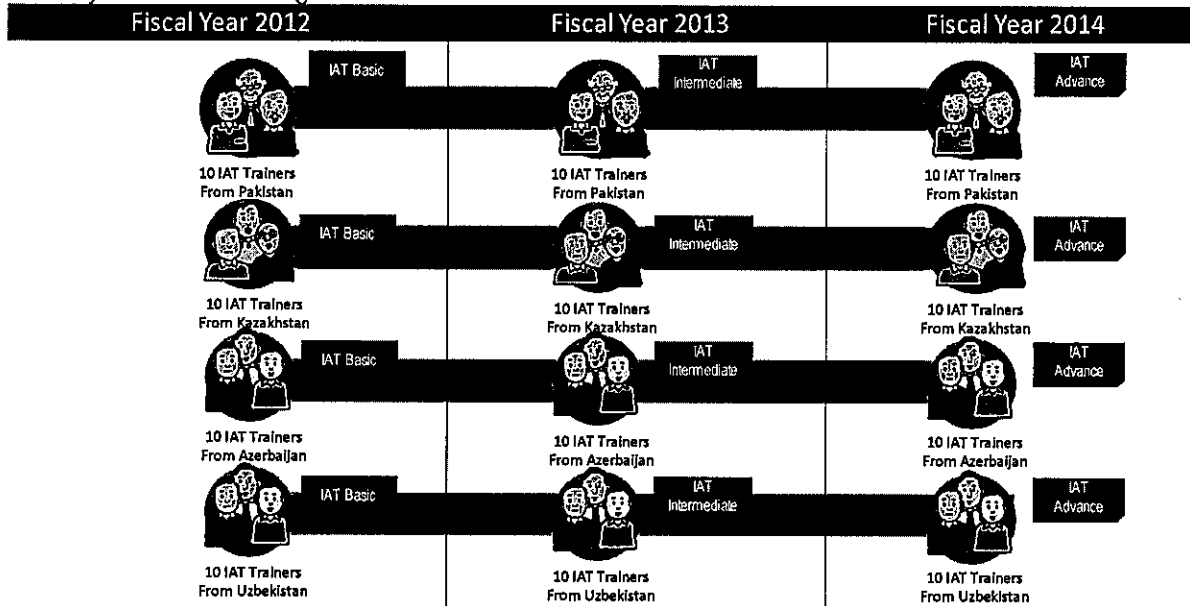 Fiscal Year 2012 Fiscal Year 2013 Fiscal Year 2014
IAT Basic IAT IAT
Intermediate Advance
10 IAT Trainers 10 IAT Trainers 10 IAT Trainers
From Pakistan From Pakistan From Pakistan
IAT Basic IAT IAT
Intermediate Advance
10 IAT Trainers 10 IAT Trainers 10 IAT Trainers
From Kazakhstan From Kazakhstan From Kazakhstan
IAT Basic IAT IAT
Intermediate Advance
10 IAT Trainers 10 IAT Trainers 10 IAT Trainers
From Azerbaijan From Azerbaijan From Azerbaijan
IAT Basic IAT IAT
Intermediate Advance
10 IAT Trainers 10 IAT Trainers 10 IAT Trainers
From Uzbekistan From Uzbekistan From Uzbekistan